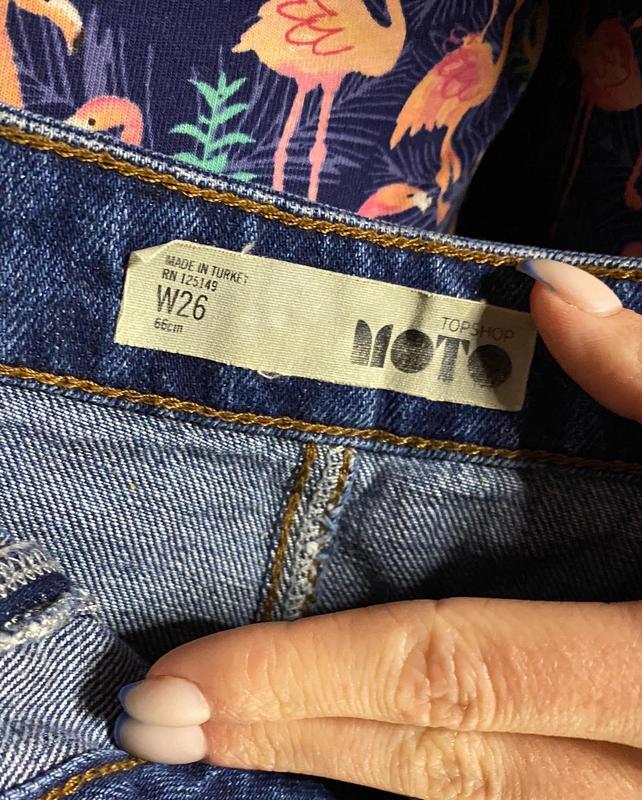 MADE IN TURKEY
RN 125149
W26
66cm
TOPSHOP
MOTO